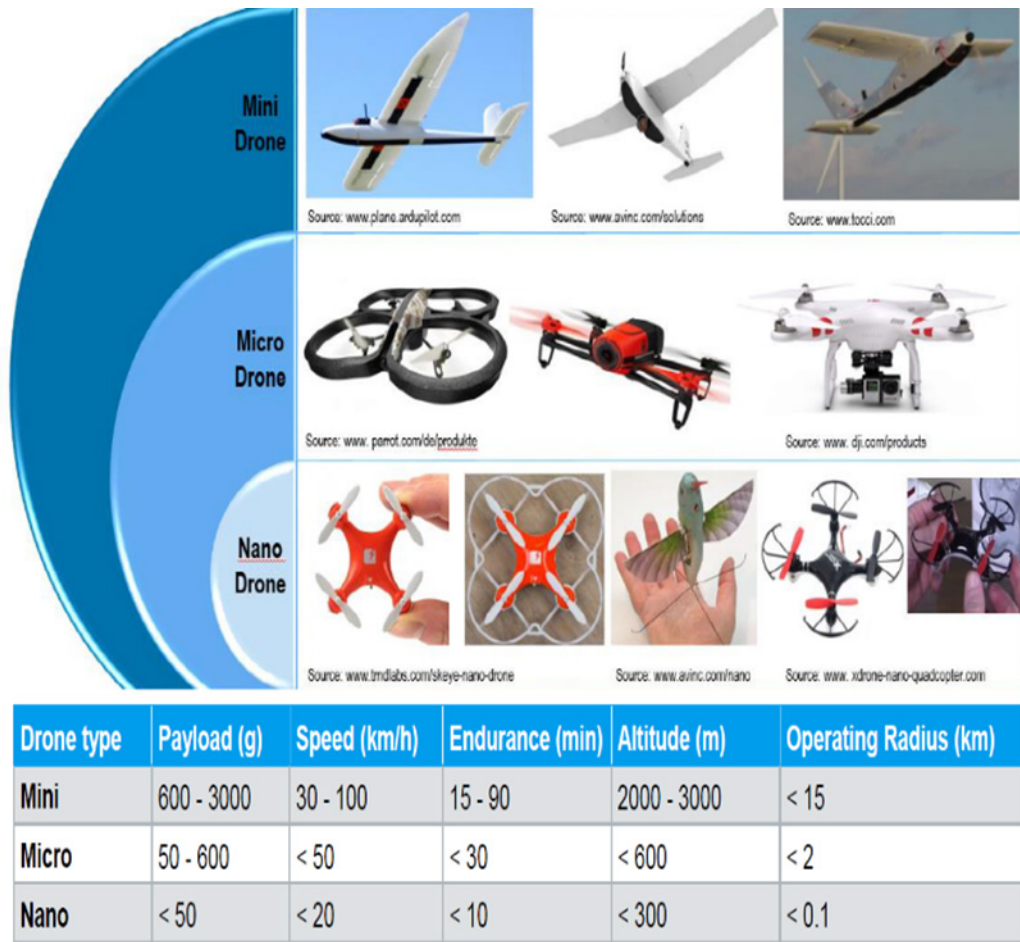 Mini
Drone
Source: www.plane.ardupilot.com
Source: www.avinc.com/solutions
Source: www.tocci.com
Micro
Drone
Source: www. parrot.com/de/produkte
Source: www. dji.com/products
Nano
Drone
Source: www.trndlabs.com/skeye-nano-drone
Source: www.avinc.com/nano
Source: www. xdrone-nano-quadcopter.com
Drone type Payload (g) Speed (km/h) Endurance (min) Altitude (m) Operating Radius (km)
Mini 600 - 3000 30 - 100 15 - 90 2000 - 3000 < 15
Micro 50 - 600 < 50 < 30 < 600 < 2
Nano < 50 < 20 < 10 < 300 < 0.1